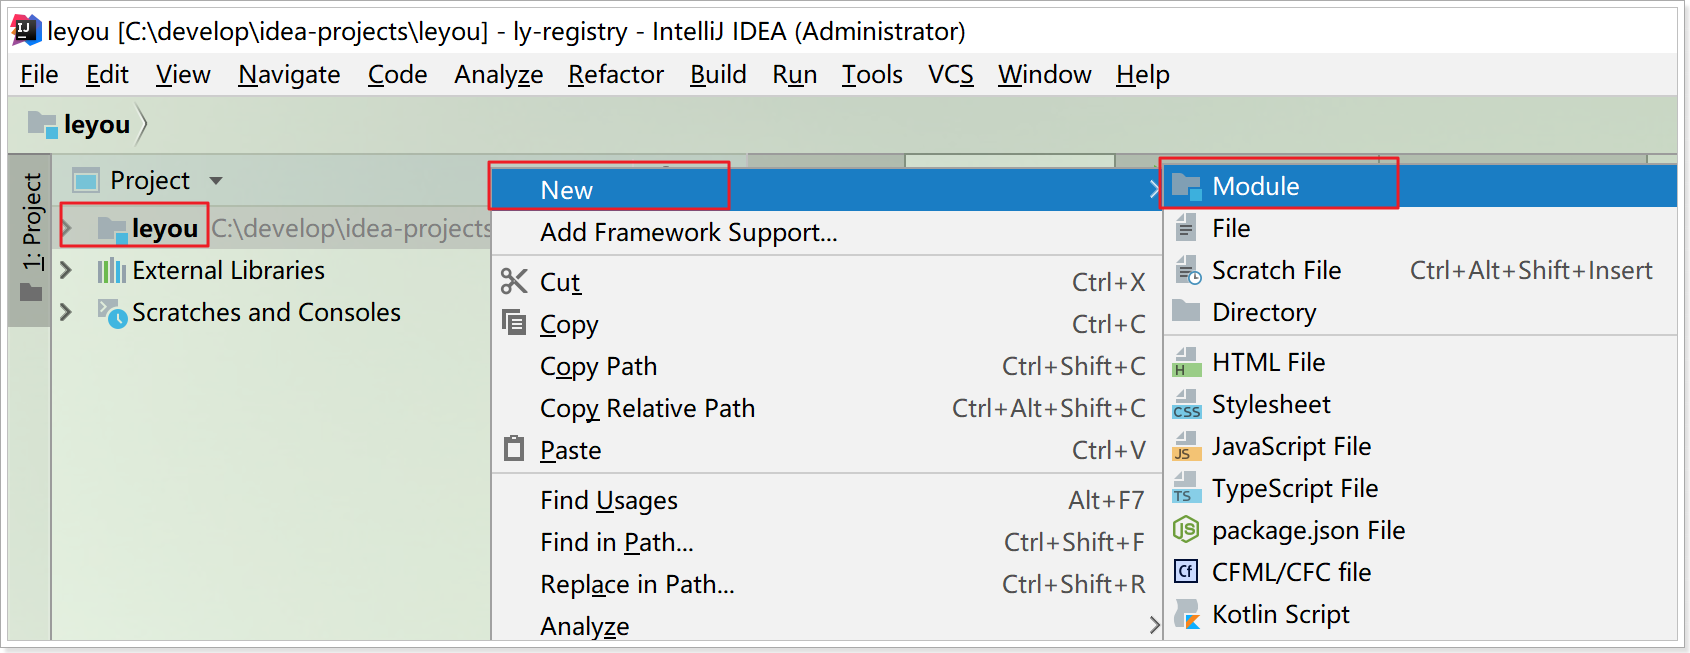 leyou [C:\develop\idea-projects\leyou] - ly-registry - IntelliJ IDEA (Administrator)
File Edit View Navigate Code Analyze Refactor Build Run Tools VCS Window Help
leyou
1: Project
Project
leyou C:\develop\idea-projects
External Libraries
Scratches and Consoles
New
Add Framework Support...
Cut Ctrl+X
Copy Ctrl+C
Copy Path Ctrl+Shift+C
Copy Relative Path Ctrl+Alt+Shift+C
Paste Ctrl+V
Find Usages Alt+F7
Find in Path... Ctrl+Shift+F
Replace in Path... Ctrl+Shift+R
Analyze
Module
File
Scratch File Ctrl+Alt+Shift+Insert
Directory
H HTML File
CSS Stylesheet
JS JavaScript File
TS TypeScript File
JS package.json File
Cf CFML/CFC file
Kotlin Script